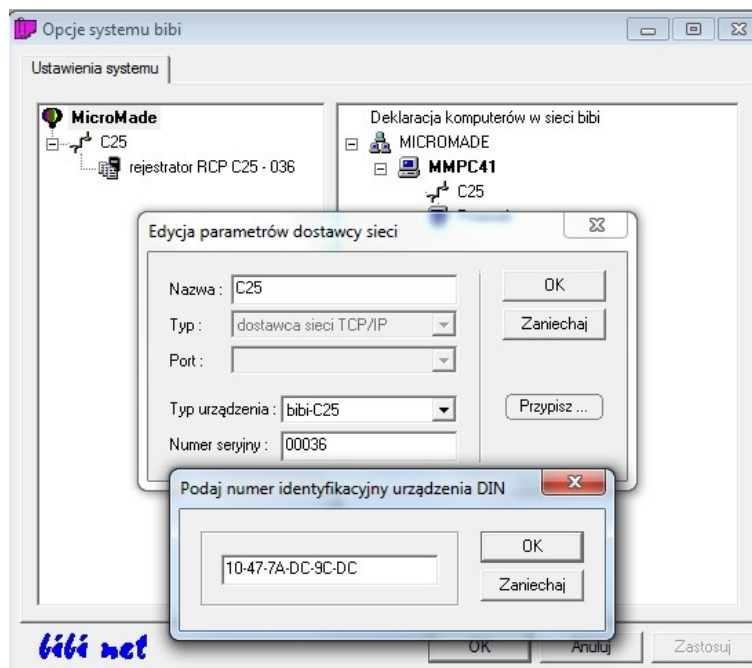 Opcje systemu bibi
Ustawienia systemu
MicroMade
C25
rejestrator RCP C25 - 036
Deklaracja komputerów w sieci bibi
MICROMADE
MMPC41
C25
Edycja parametrów dostawcy sieci
Nazwa : C25
Typ : dostawca sieci TCP/IP
Port :
Typ urządzenia : bibi-C25
Numer seryjny : 00036
OK
Zaniechaj
Przypisz ...
Podaj numer identyfikacyjny urządzenia DIN
10-47-7A-DC-9C-DC
OK
Zaniechaj
bibi net
OK
Anuluj
Zastosuj